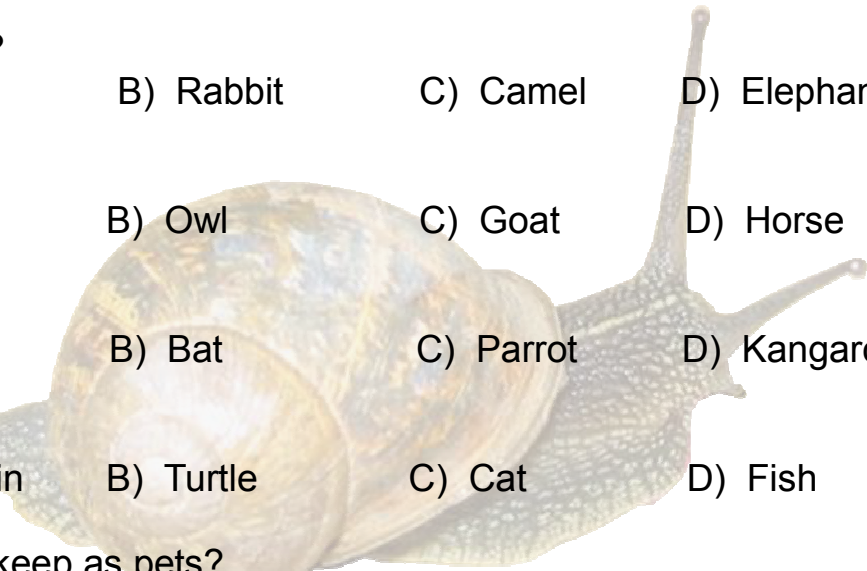 ?
B) Rabbit C) Camel D) Elephan
B) Owl C) Goat D) Horse
B) Bat C) Parrot D) Kangar
in B) Turtle C) Cat D) Fish
keep as pets?